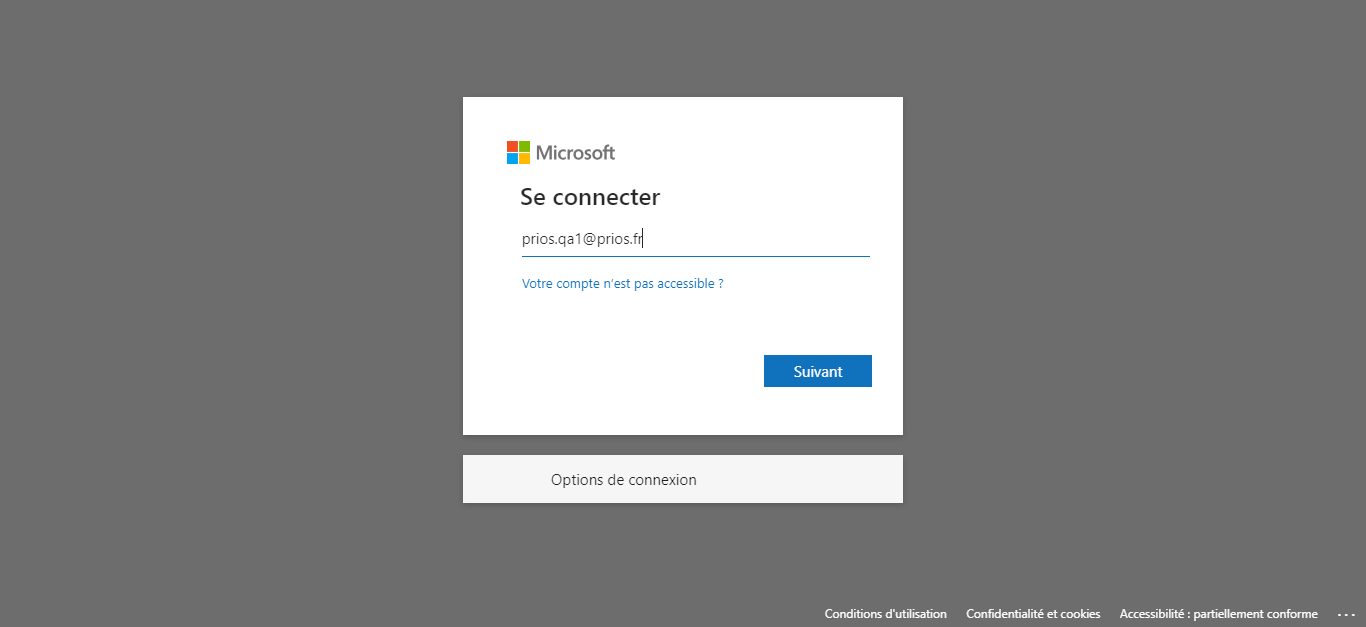 Microsoft
Se connecter
prios.qa1@prios.fr
Votre compte n'est pas accessible ?
Suivant
Options de connexion
Conditions d'utilisation Confidentialité et cookies Accessibilité : partiellement conforme ...